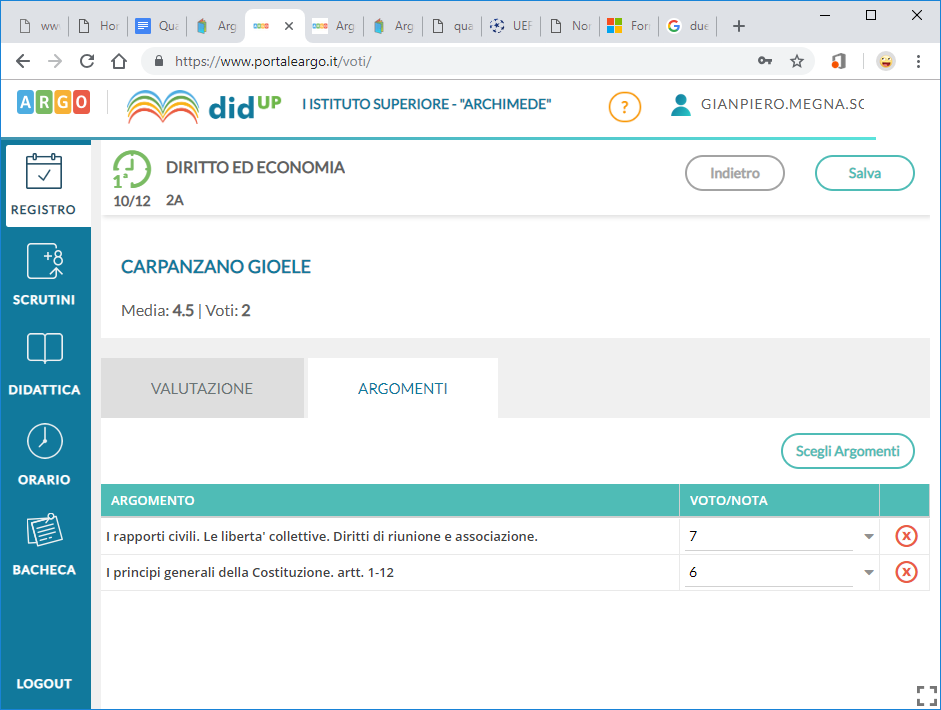 www
Hor
Qua
Arg
Arg
Arg
qua
UEF
Nor
For
due
https://www.portaleargo.it/voti/
ARGO
didUP
I ISTITUTO SUPERIORE - "ARCHIMEDE"
?
GIANPIERO.MEGNA.SC
REGISTRO
1°
10/12
DIRITTO ED ECONOMIA
2A
Indietro
Salva
+8
SCRUTINI
CARPANZANO GIOELE
Media: 4.5 | Voti: 2
DIDATTICA
VALUTAZIONE
ARGOMENTI
Scegli Argomenti
ORARIO
ARGOMENTO
VOTO/NOTA
I rapporti civili. Le liberta' collettive. Diritti di riunione e associazione.
7
I principi generali della Costituzione. artt. 1-12
6
BACHECA
LOGOUT